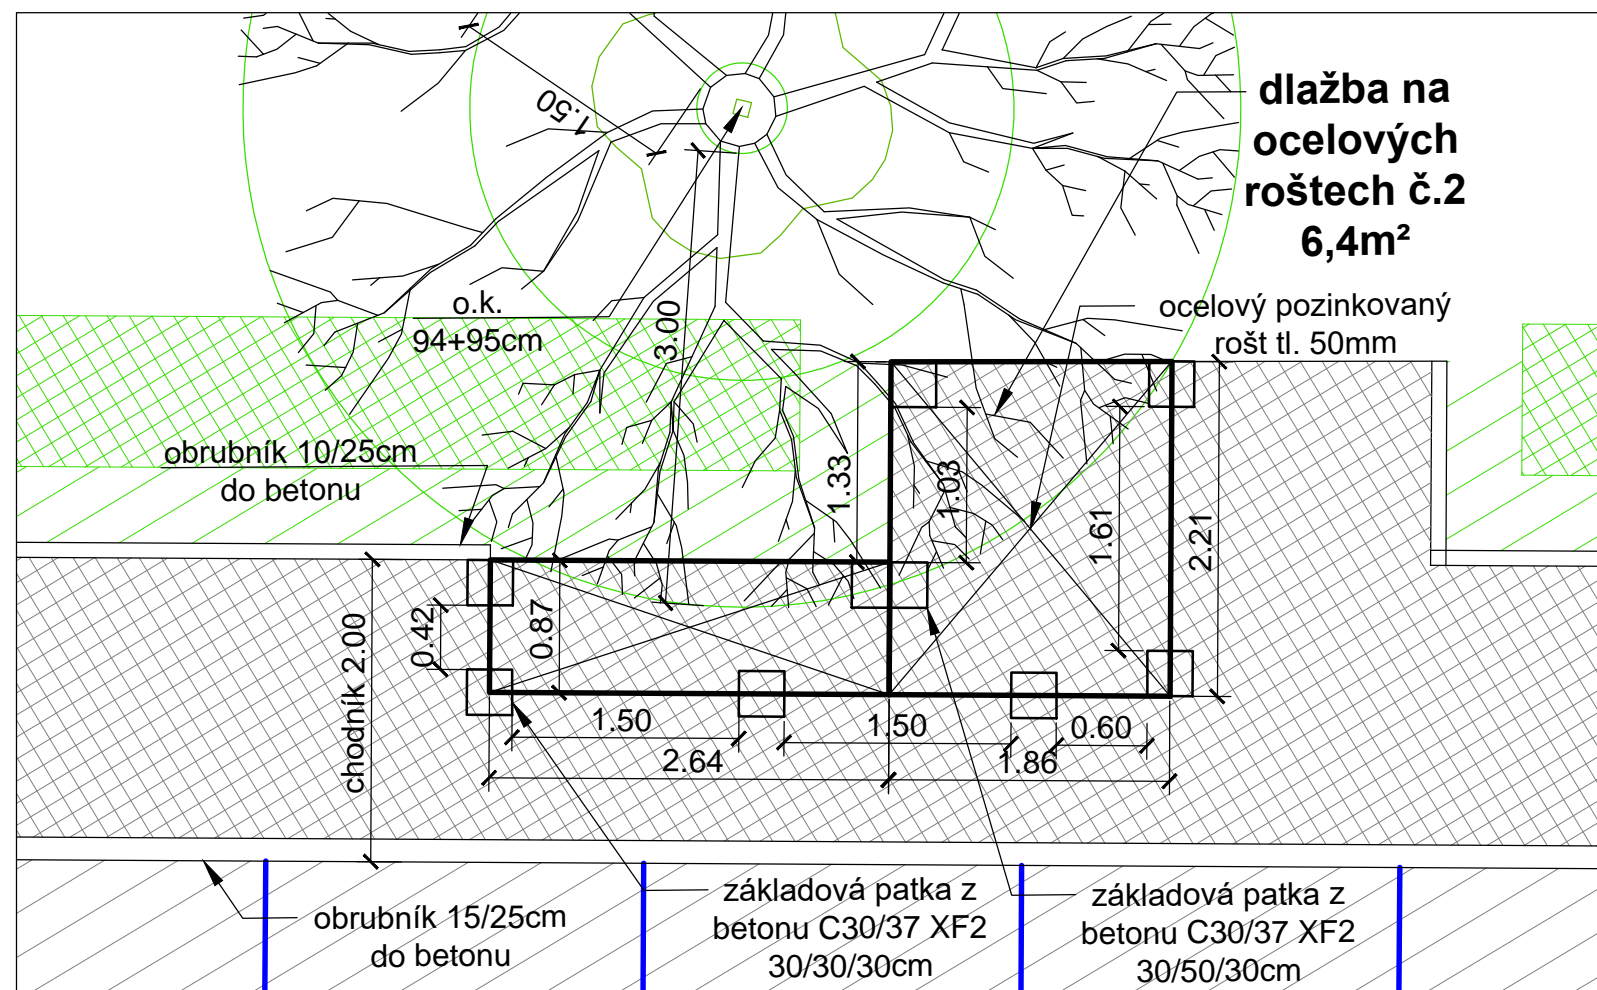 1.50
dlažba na
ocelových
roštech č.2
6,4m²
o.k.
94+95cm
3.00
ocelový pozinkovaný
rošt tl. 50mm
obrubník 10/25cm
do betonu
1.33
1.03
1.61
2.21
chodník 2.00
0.42
0.87
1.50
1.50
0.60
2.64
1.86
obrubník 15/25cm
do betonu
základová patka z
betonu C30/37 XF2
30/30/30cm
základová patka z
betonu C30/37 XF2
30/50/30cm